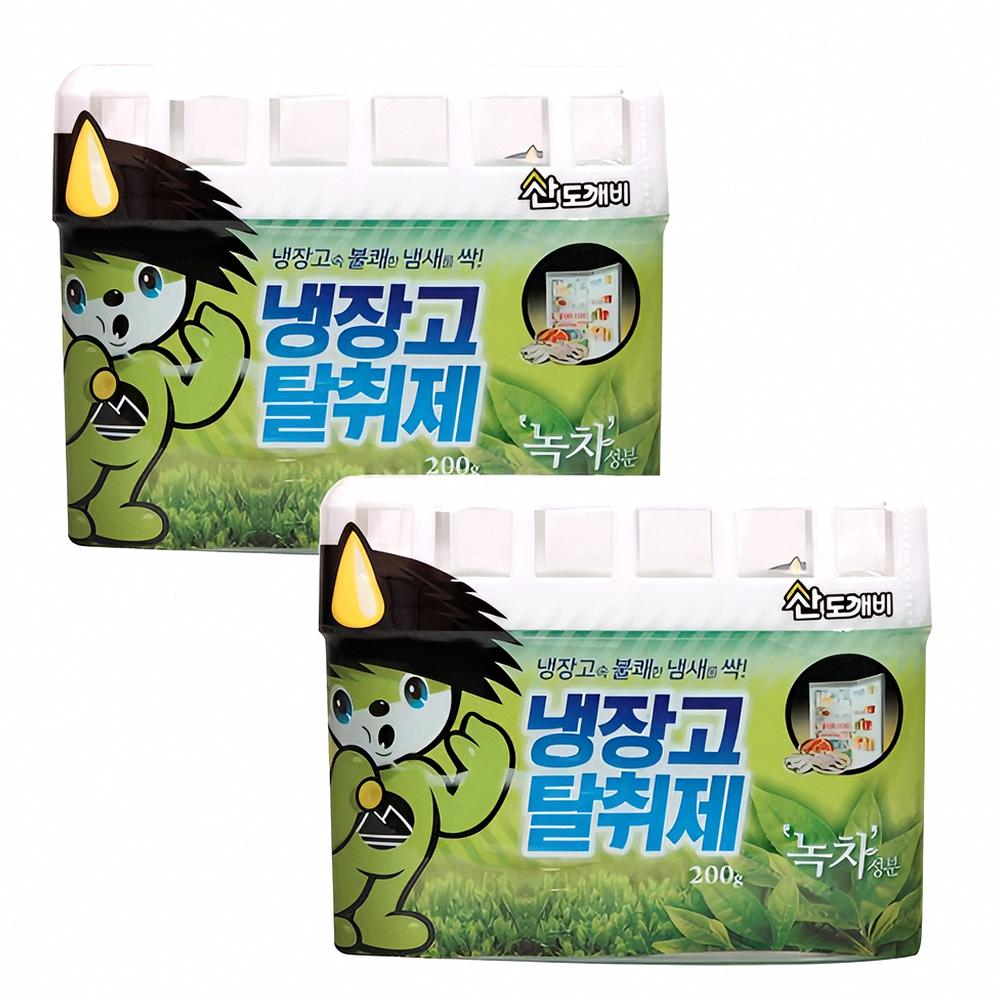 산도깨비
냉장고속 불쾌한 냄새를 싹!
냉장고
탈취제
'녹차'성분
200g
산도깨비
냉장고속 불쾌한 냄새를 싹!
냉장고
탈취제
'녹차'성분
200g